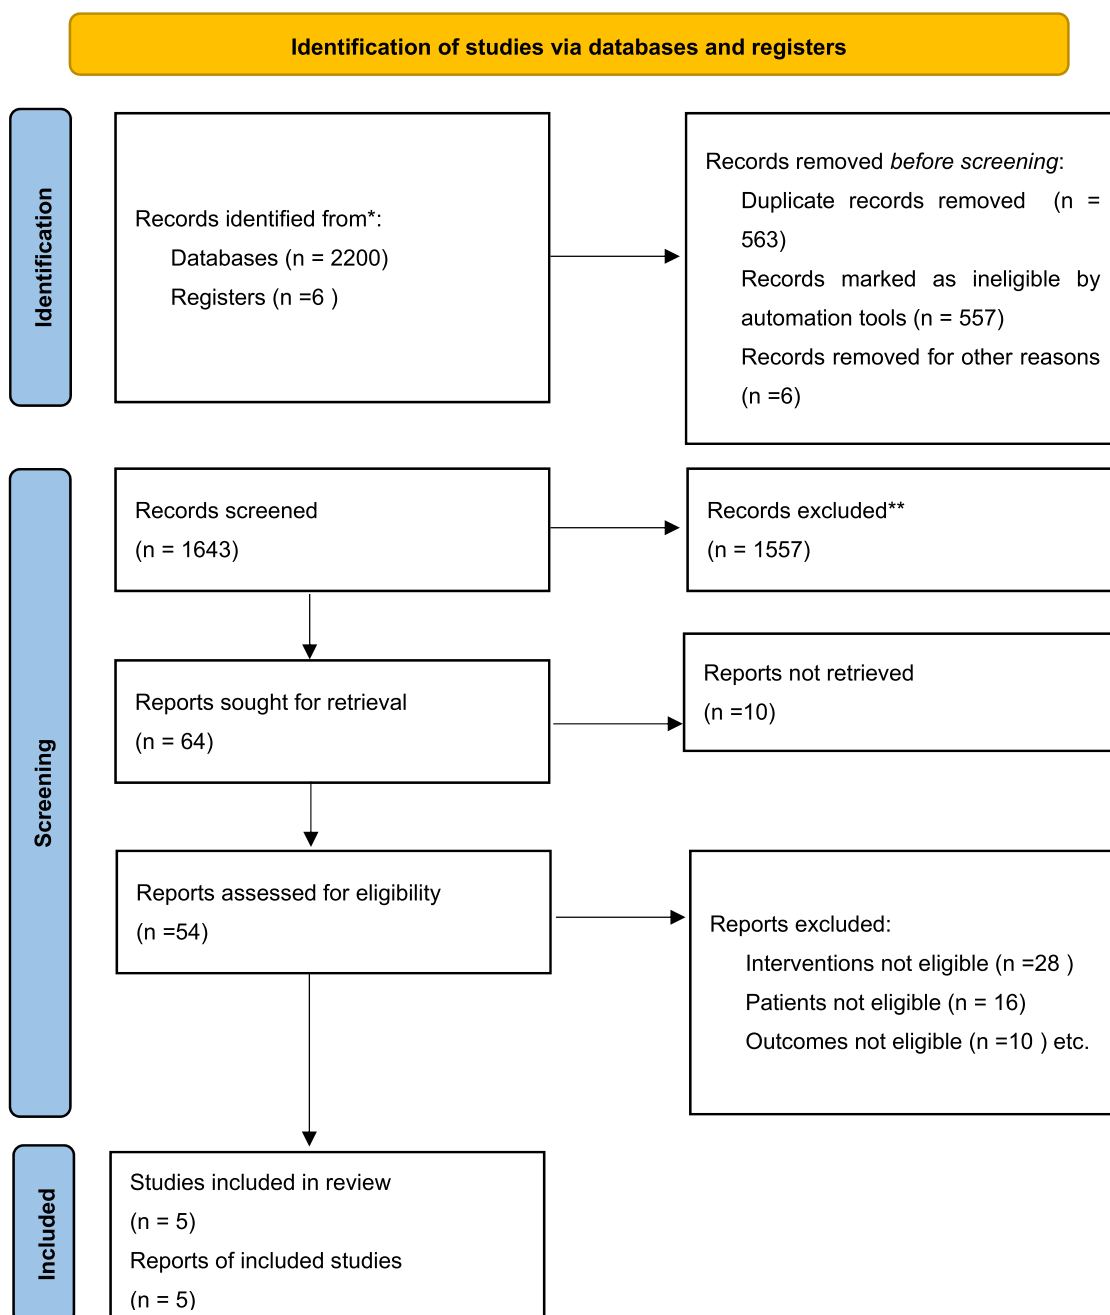 Identification of studies via databases and registers
Identification
Records identified from*:
Databases (n = 2200)
Registers (n =6 )
Records removed before screening:
Duplicate records removed (n =
563)
Records marked as ineligible by
automation tools (n = 557)
Records removed for other reasons
(n =6)
Screening
Records screened
(n = 1643)
Records excluded**
(n = 1557)
Reports sought for retrieval
(n = 64)
Reports not retrieved
(n =10)
Reports assessed for eligibility
(n =54)
Reports excluded:
Interventions not eligible (n =28 )
Patients not eligible (n = 16)
Outcomes not eligible (n =10 ) etc.
Included
Studies included in review
(n = 5)
Reports of included studies
(n = 5)